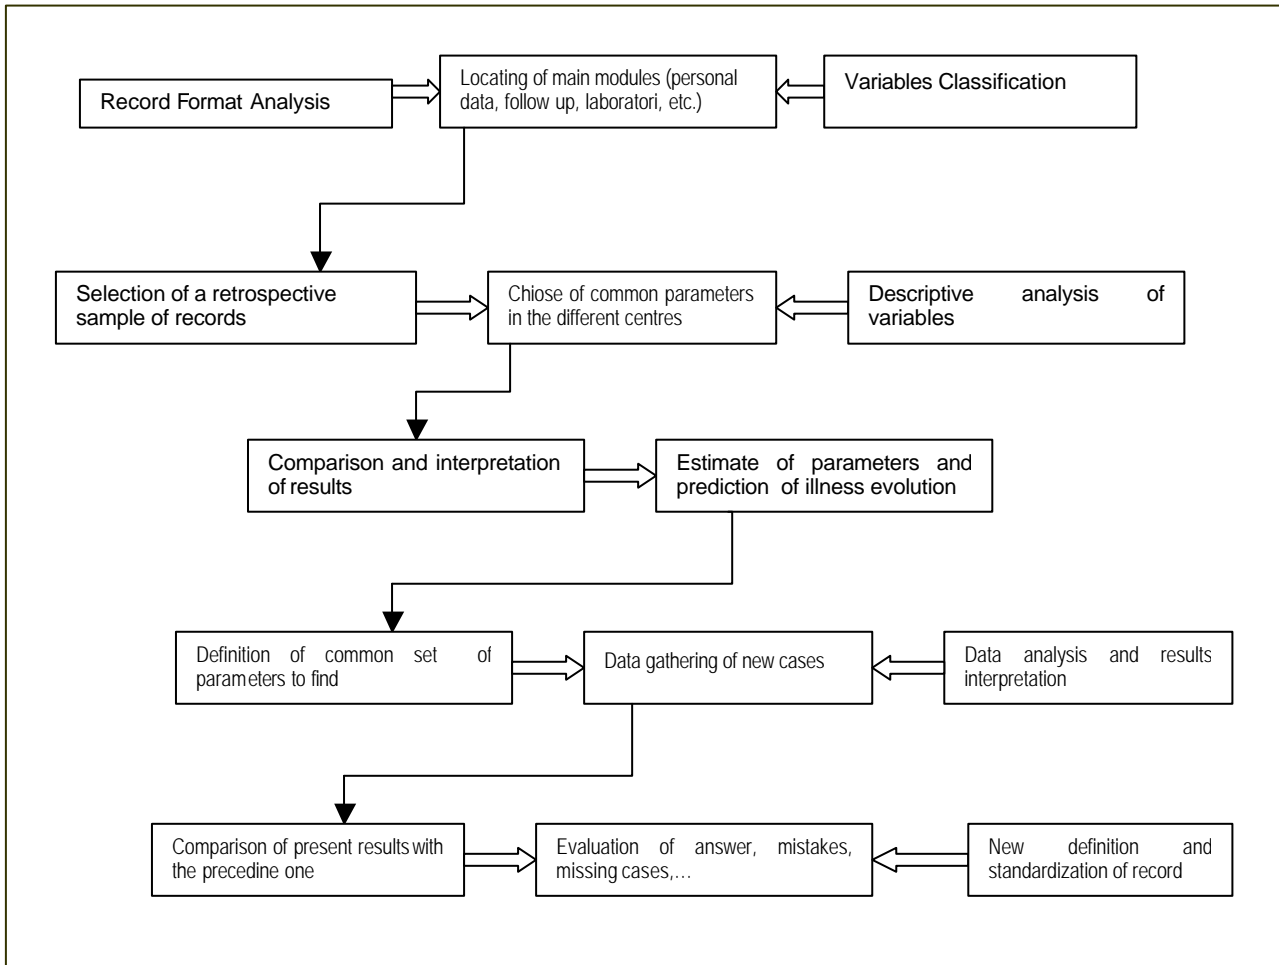 Record Format Analysis
Locating of main modules (personal
data, follow up, laboratori, etc.)
Variables Classification
Selection of a retrospective
sample of records
Chiose of common parameters
in the different centres
Descriptive analysis of
variables
Comparison and interpretation
of results
Estimate of parameters and
prediction of illness evolution
Definition of common set of
parameters to find
Data gathering of new cases
Data analysis and results
interpretation
Comparison of present results with
the precedine one
Evaluation of answer, mistakes,
missing cases,…
New definition and
standardization of record